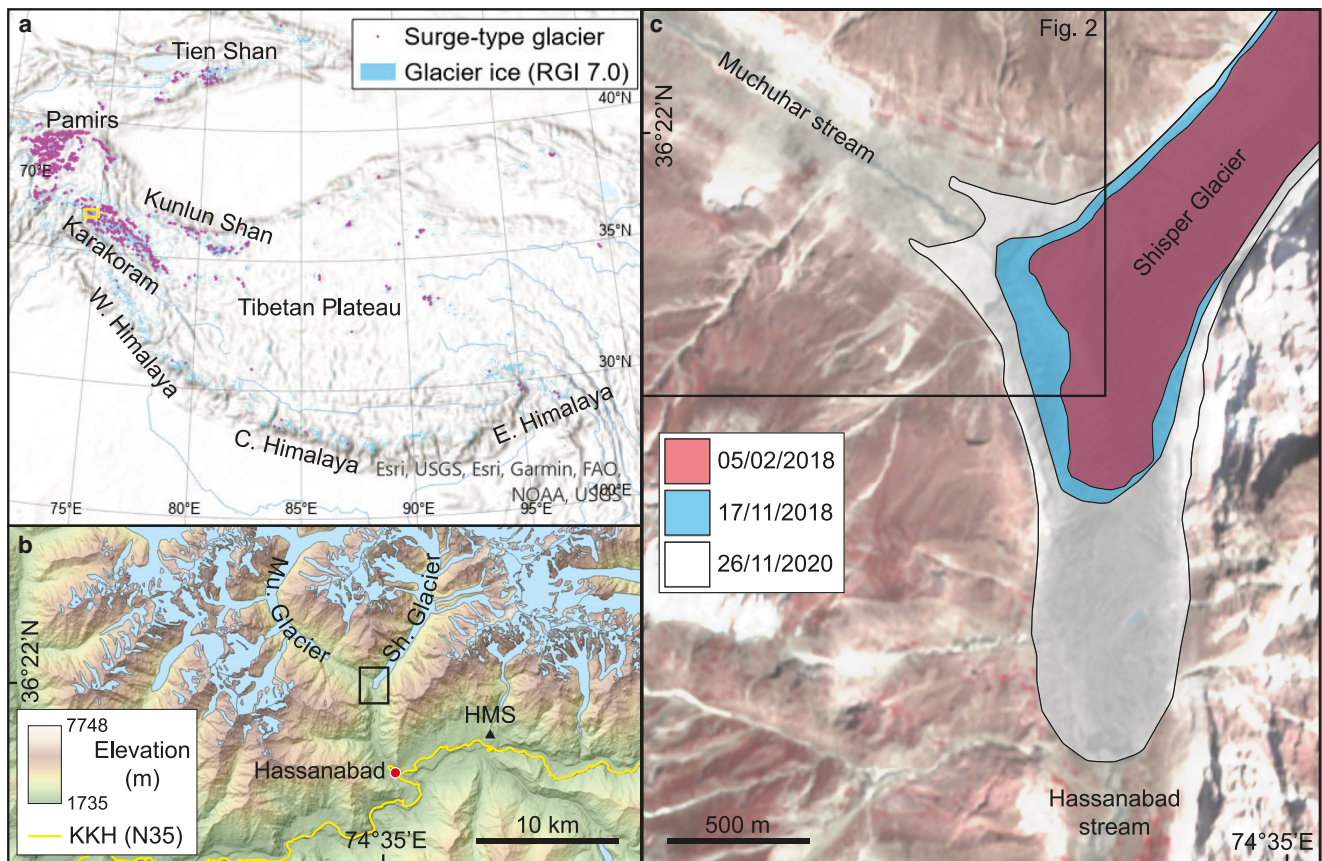 a
Tien Shan
Surge-type glacier
Glacier ice (RGI 7.0)
40°N
Pamirs
70°E
Kunlun Shan
35°N
Karakoram
Tibetan Plateau
W. Himalaya
30°N
E. Himalaya
C. Himalaya
Esri, USGS, Esri, Garmin, FAO,
NOAA, USGS
100°E
75°E
80°E
85°E
90°E
95°E
b
Mu. Glacier
Sh. Glacier
36°22'N
HMS
7748
Elevation
(m)
1735
Hassanabad
KKH (N35)
74°35'E
10 km
c
Fig. 2
Muchuhar stream
36°22'N
Shisper Glacier
05/02/2018
17/11/2018
26/11/2020
Hassanabad
stream
500 m
74°35'E